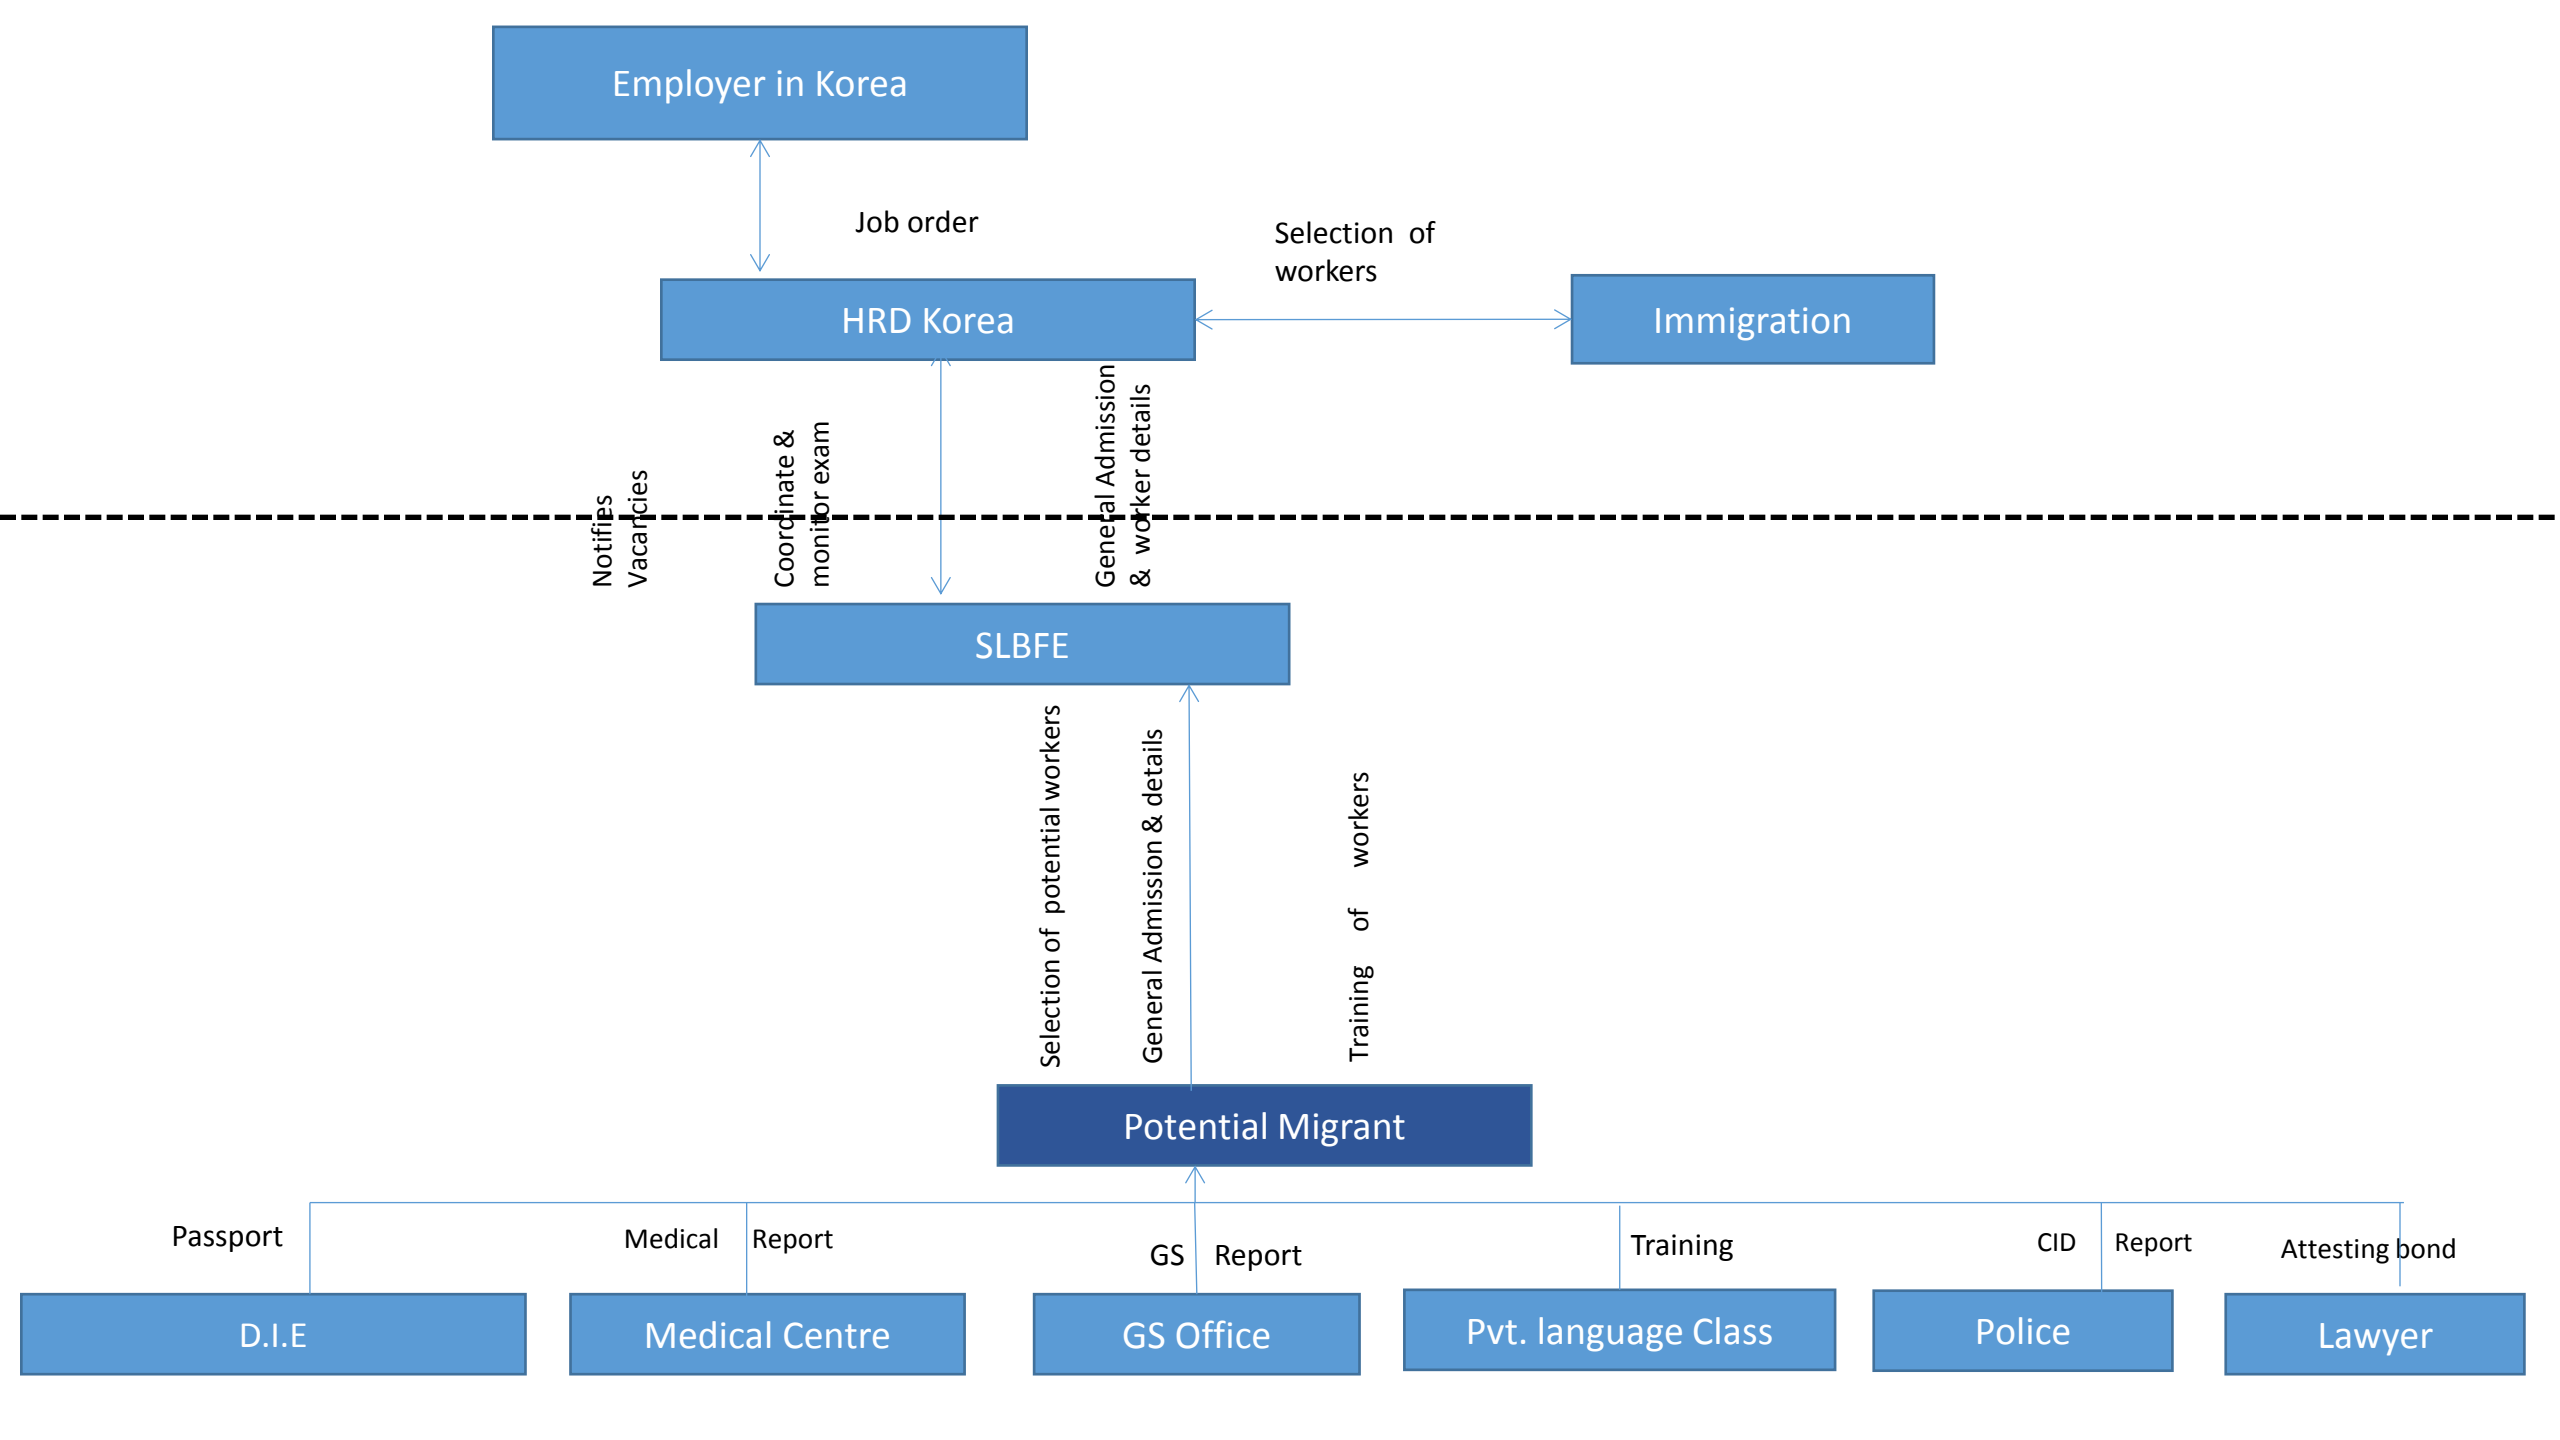 Employer in Korea
Job order
Selection of
workers
HRD Korea
Immigration
Notifies
Vacancies
Coordinate &
monitor exam
General Admission
& worker details
SLBFE
Selection of potential workers
General Admission & details
Training of workers
Potential Migrant
Passport
Medical Report
GS Report
Training
CID Report
Attesting bond
D.I.E
Medical Centre
GS Office
Pvt. language Class
Police
Lawyer